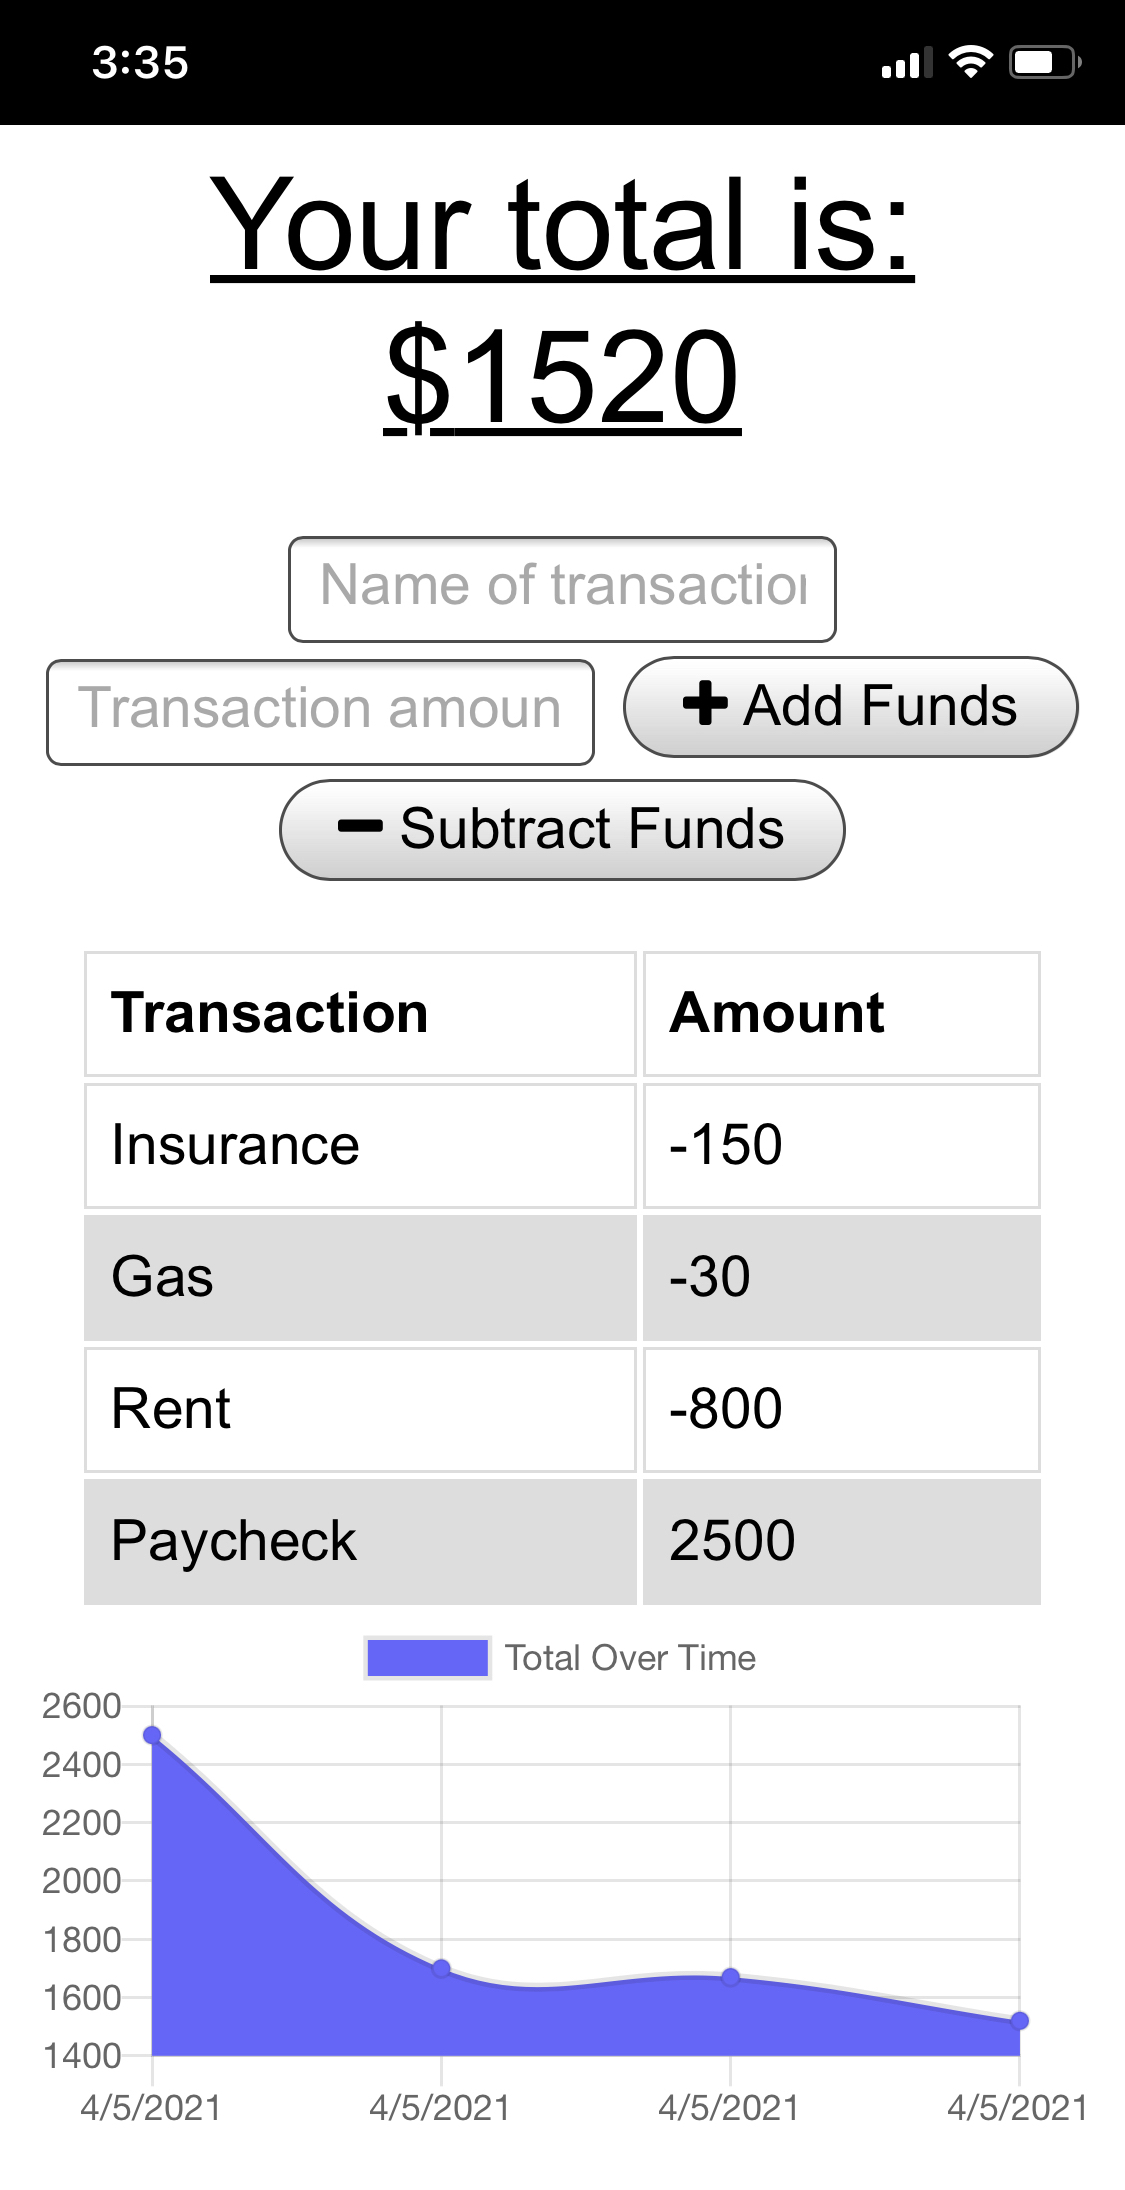 3:35
Your total is:
$1520
Name of transaction
Transaction amoun
Add Funds
Subtract Funds
Transaction Amount
Insurance -150
Gas -30
Rent -800
Paycheck 2500
Total Over Time
2600
2400
2200
2000
1800
1600
1400
4/5/2021 4/5/2021 4/5/2021 4/5/2021